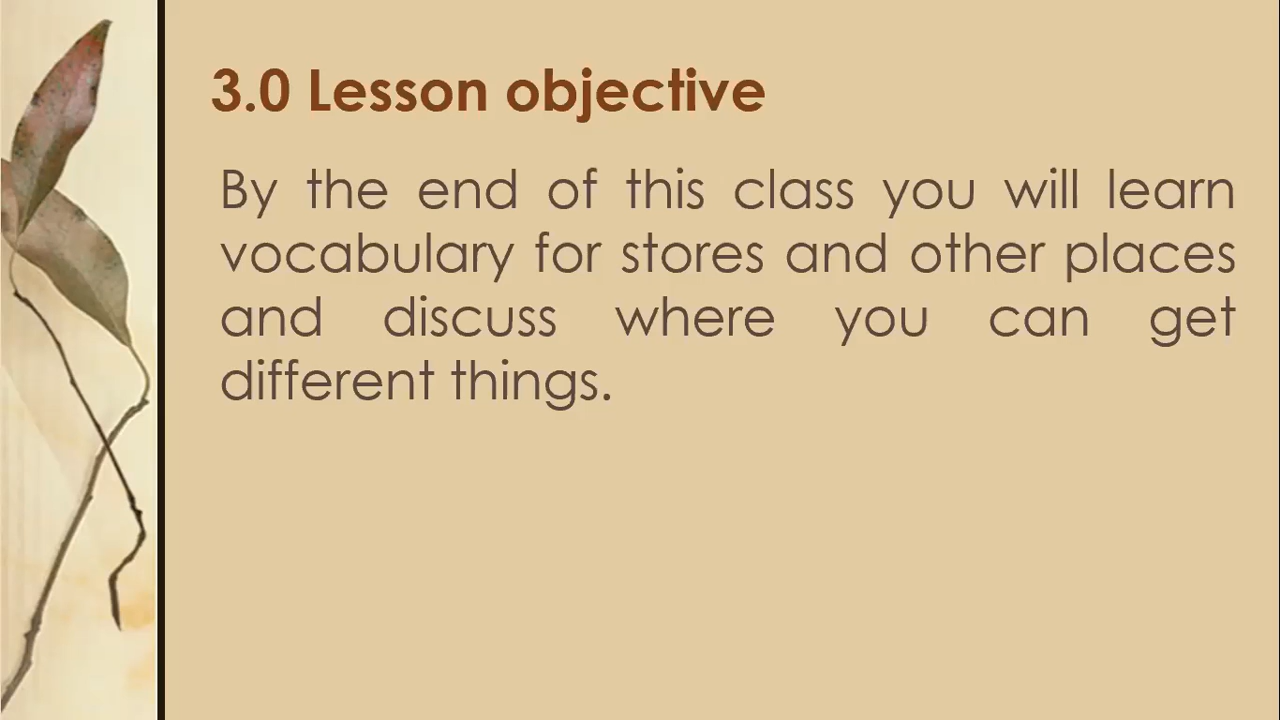 3.0 Lesson objective
By the end of this class you will learn
vocabulary for stores and other places
and discuss where you can get
different things.